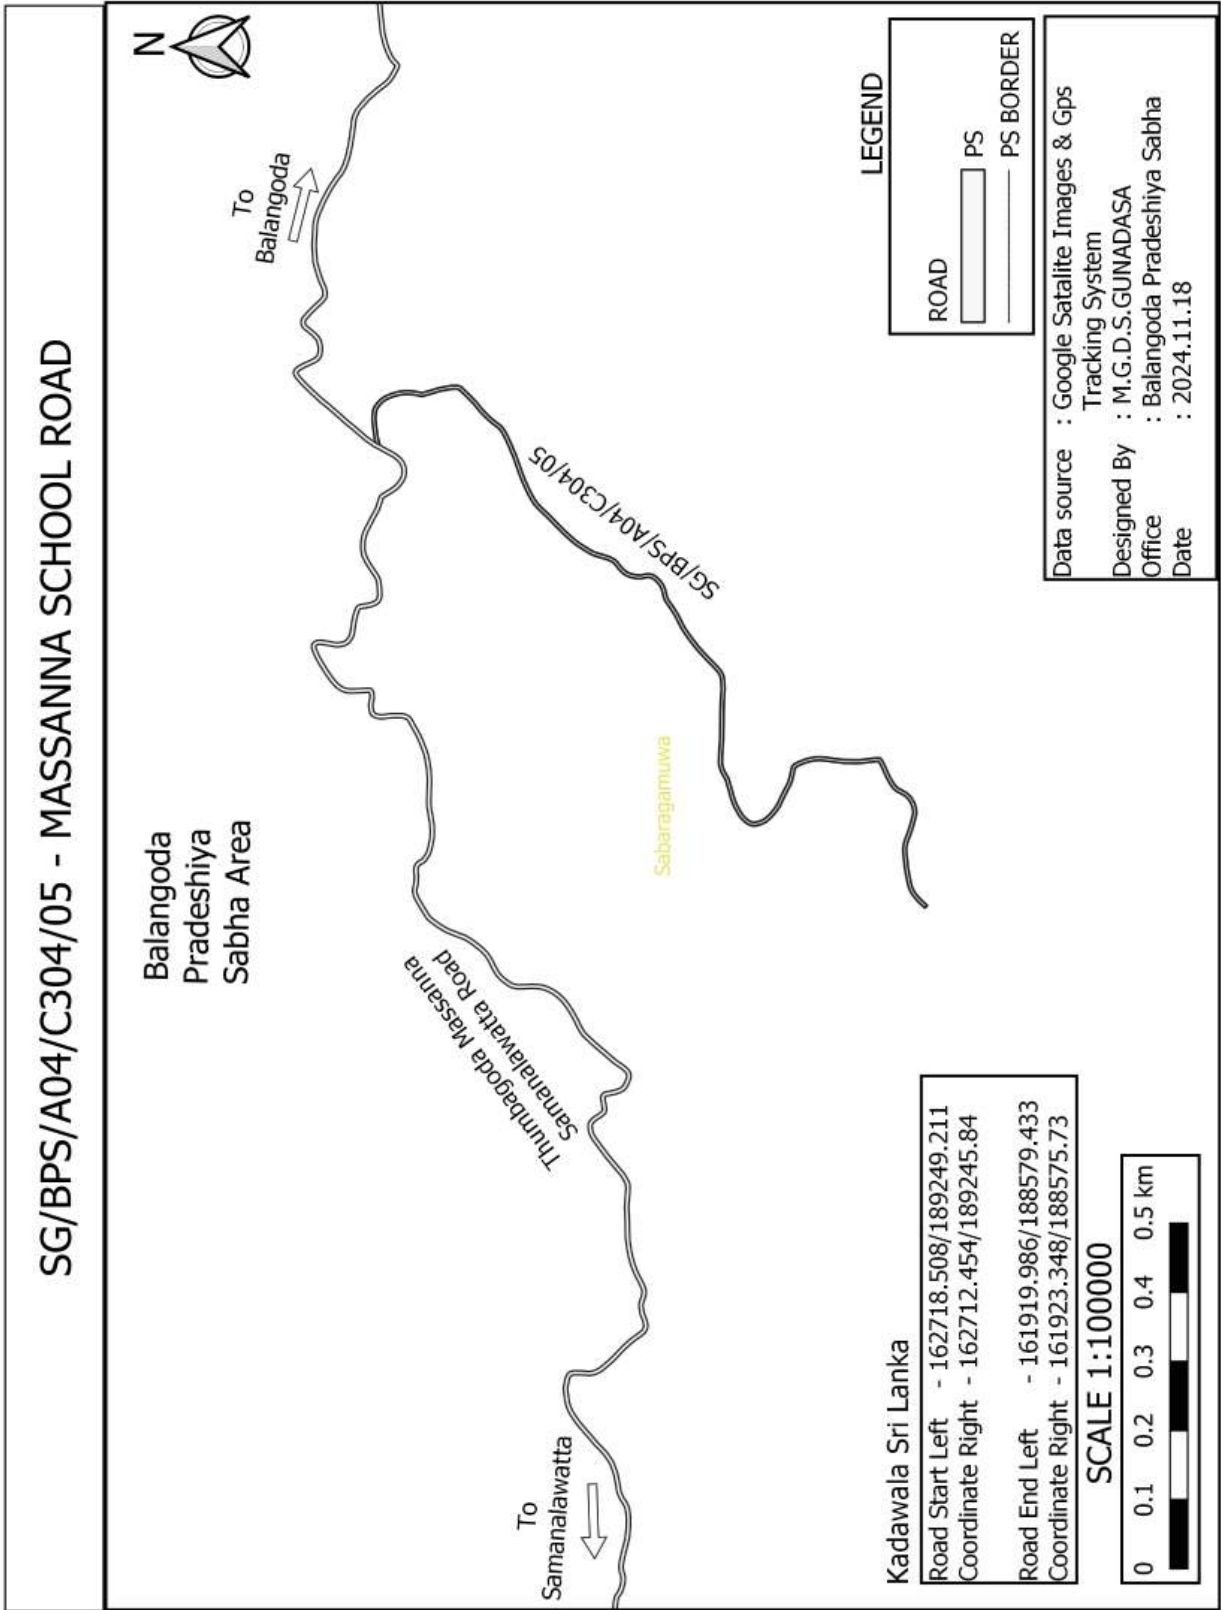 SG/BPS/A04/C304/05 - MASSANNA SCHOOL ROAD
N
To
Balangoda
Balangoda
Pradeshiya
Sabha Area
SG/BPS/A04/C304/05
Sabaragamuwa
Thumbagoda Massanna
Samanalawatta Road
To
Samanalawatta
Kadawala Sri Lanka
Road Start Left - 162718.508/189249.211
Coordinate Right - 162712.454/189245.84
Road End Left - 161919.986/188579.433
Coordinate Right - 161923.348/188575.73
SCALE 1:100000
0 0.1 0.2 0.3 0.4 0.5 km
LEGEND
ROAD
PS
PS BORDER
Data source : Google Satalite Images & Gps
Tracking System
Designed By : M.G.D.S.GUNADASA
Office : Balangoda Pradeshiya Sabha
Date : 2024.11.18